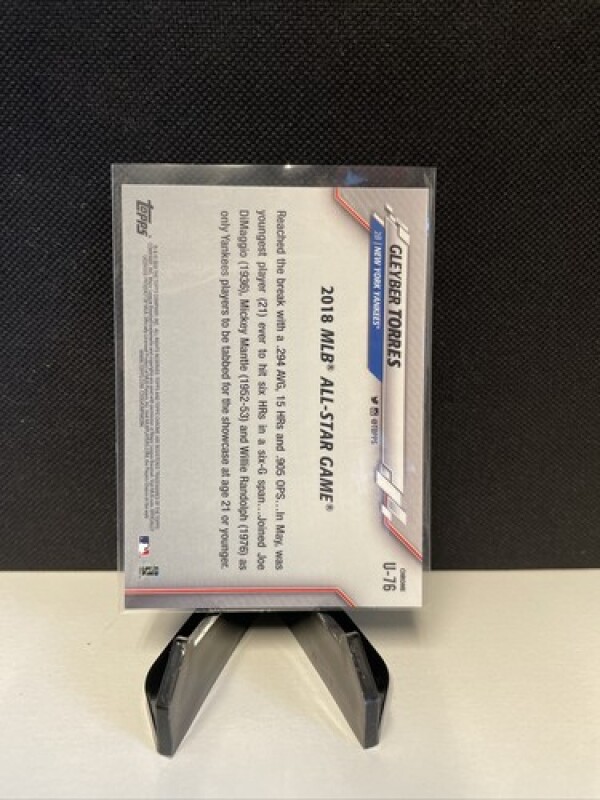 CHROME
U-76
GLEYBER TORRES
2B | NEW YORK YANKEES®
@TOPPS
2018 MLB® ALL-STAR GAME®
Reached the break with a .294 AVG, 15 HRs and .905 OPS...In May, was
youngest player (21) ever to hit six HRs in a six-G span...Joined Joe
DiMaggio (1936), Mickey Mantle (1952-53) and Willie Randolph (1976) as
only Yankees players to be tabbed for the showcase at age 21 or younger.
topps